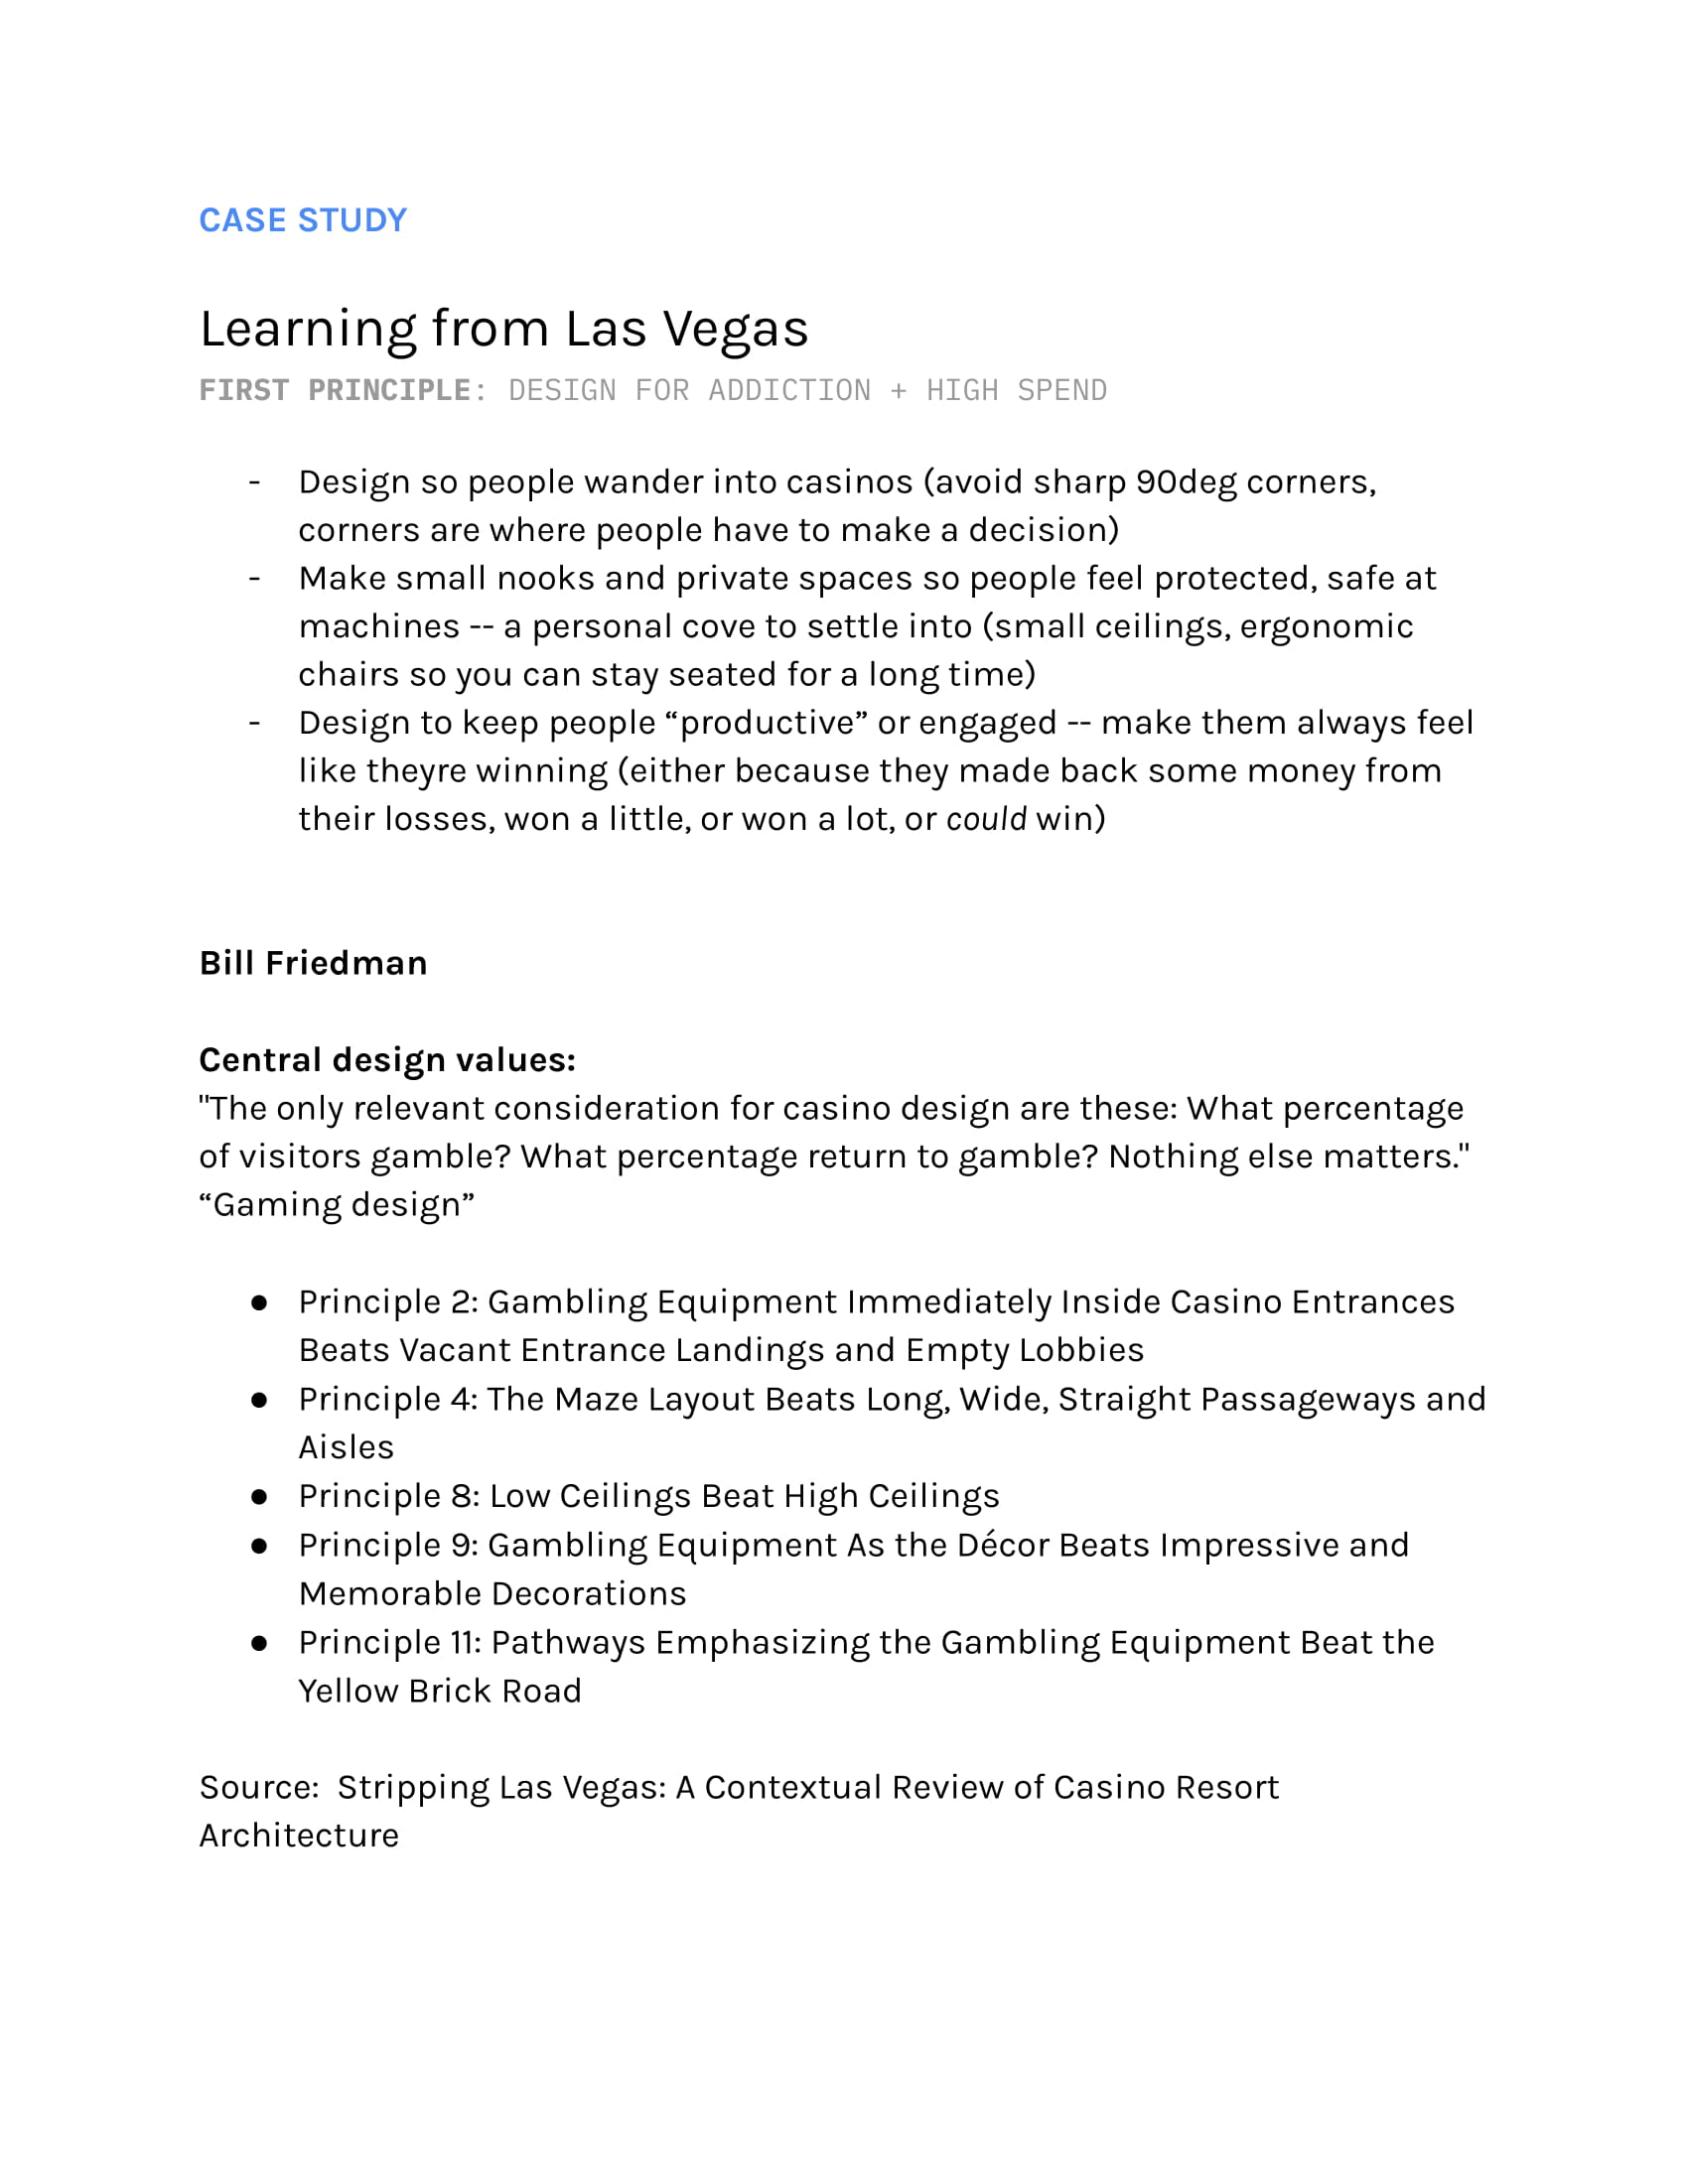 CASE STUDY
Learning from Las Vegas
FIRST PRINCIPLE: DESIGN FOR ADDICTION + HIGH SPEND
- Design so people wander into casinos (avoid sharp 90deg corners,
corners are where people have to make a decision)
- Make small nooks and private spaces so people feel protected, safe at
machines -- a personal cove to settle into (small ceilings, ergonomic
chairs so you can stay seated for a long time)
- Design to keep people “productive” or engaged -- make them always feel
like theyre winning (either because they made back some money from
their losses, won a little, or won a lot, or could win)
Bill Friedman
Central design values:
"The only relevant consideration for casino design are these: What percentage
of visitors gamble? What percentage return to gamble? Nothing else matters."
“Gaming design”
● Principle 2: Gambling Equipment Immediately Inside Casino Entrances
Beats Vacant Entrance Landings and Empty Lobbies
● Principle 4: The Maze Layout Beats Long, Wide, Straight Passageways and
Aisles
● Principle 8: Low Ceilings Beat High Ceilings
● Principle 9: Gambling Equipment As the Décor Beats Impressive and
Memorable Decorations
● Principle 11: Pathways Emphasizing the Gambling Equipment Beat the
Yellow Brick Road
Source:  Stripping Las Vegas: A Contextual Review of Casino Resort
Architecture